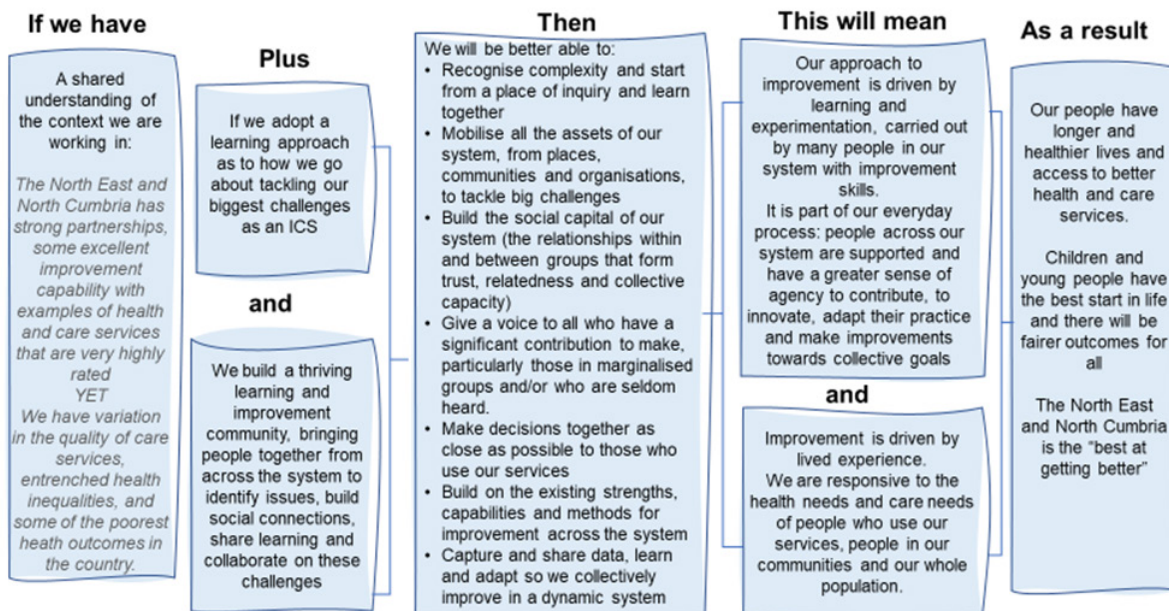 If we have
A shared
understanding of
the context we are
working in:
The North East and
North Cumbria has
strong partnerships,
some excellent
improvement
capability with
examples of health
and care services
that are very highly
rated
YET
We have variation
in the quality of care
services,
entrenched health
inequalities, and
some of the poorest
heath outcomes in
the country.
Plus
If we adopt a
learning approach
as to how we go
about tackling our
biggest challenges
as an ICS
and
We build a thriving
learning and
improvement
community, bringing
people together from
across the system to
identify issues, build
social connections,
share learning and
collaborate on these
challenges
Then
We will be better able to:
• Recognise complexity and start
from a place of inquiry and learn
together
• Mobilise all the assets of our
system, from places,
communities and organisations,
to tackle big challenges
• Build the social capital of our
system (the relationships within
and between groups that form
trust, relatedness and collective
capacity)
• Give a voice to all who have a
significant contribution to make,
particularly those in marginalised
groups and/or who are seldom
heard.
• Make decisions together as
close as possible to those who
use our services
• Build on the existing strengths,
capabilities and methods for
improvement across the system
• Capture and share data, learn
and adapt so we collectively
improve in a dynamic system
This will mean
Our approach to
improvement is driven by
learning and
experimentation, carried out
by many people in our
system with improvement
skills.
It is part of our everyday
process: people across our
system are supported and
have a greater sense of
agency to contribute, to
innovate, adapt their practice
and make improvements
towards collective goals
and
Improvement is driven by
lived experience.
We are responsive to the
health needs and care needs
of people who use our
services, people in our
communities and our whole
population.
As a result
Our people have
longer and
healthier lives and
access to better
health and care
services.
Children and
young people have
the best start in life
and there will be
fairer outcomes for
all
The North East
and North Cumbria
is the “best at
getting better”